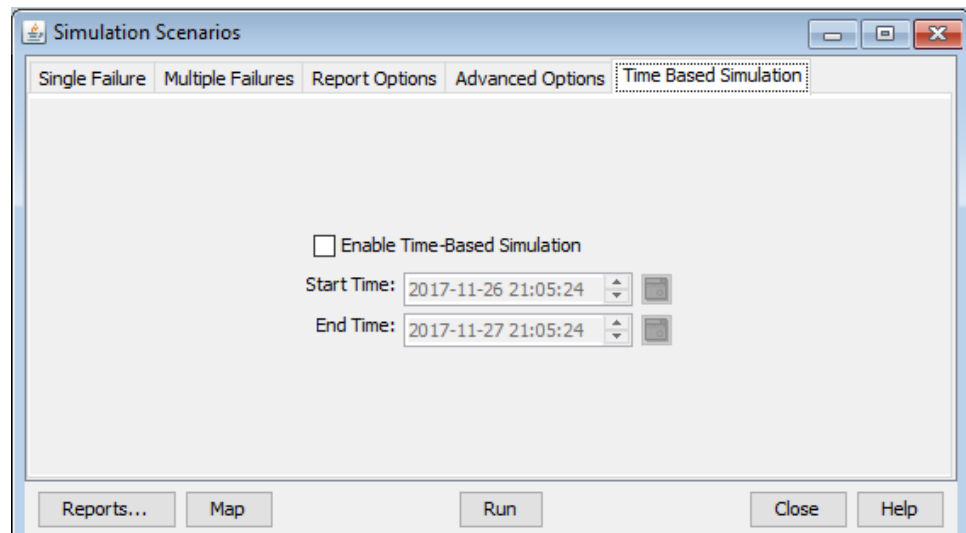 Simulation Scenarios
Single Failure Multiple Failures Report Options Advanced Options Time Based Simulation
Enable Time-Based Simulation
Start Time: 2017-11-26 21:05:24
End Time: 2017-11-27 21:05:24
Reports... Map Run Close Help